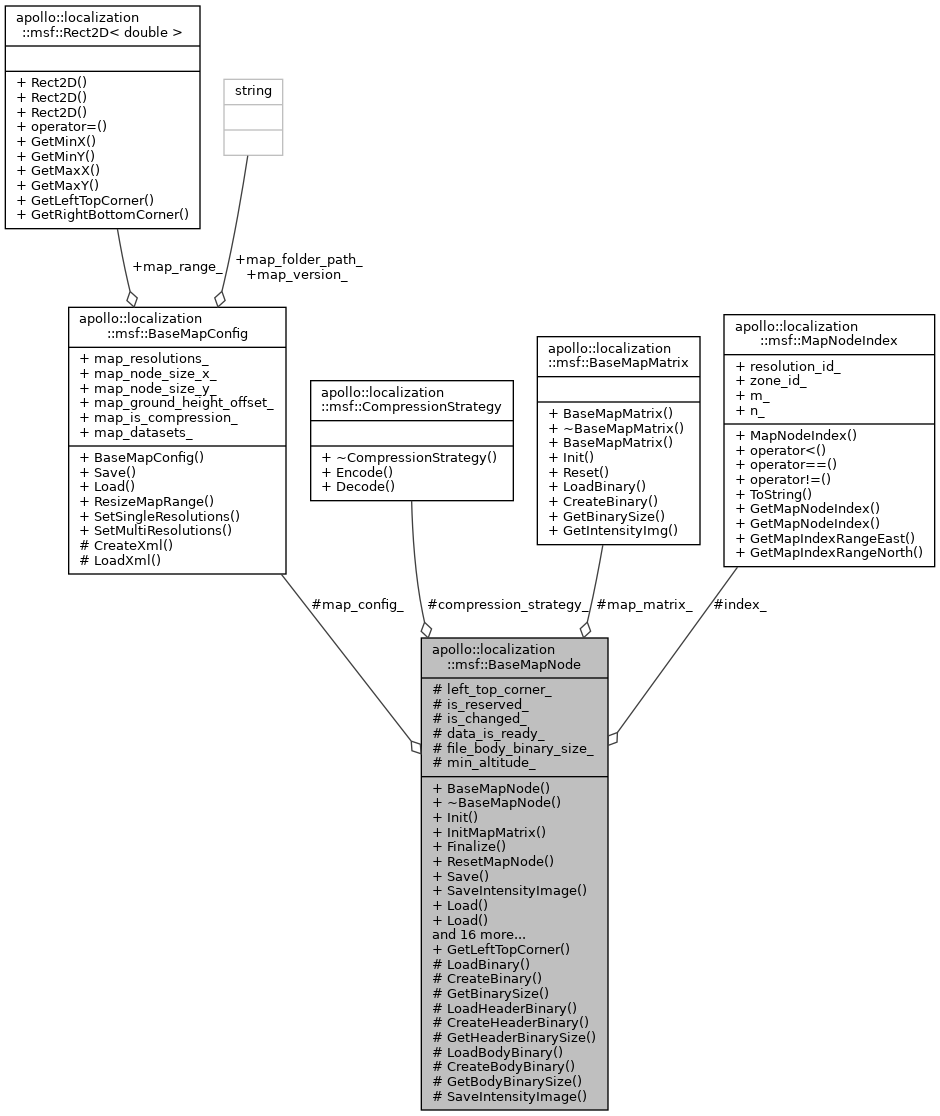 apollo::localization
::msf::Rect2D< double >
+ Rect2D()
+ Rect2D()
+ Rect2D()
+ operator=()
+ GetMinX()
+ GetMinY()
+ GetMaxX()
+ GetMaxY()
+ GetLeftTopCorner()
+ GetRightBottomCorner()
string
+map_range_
+map_folder_path_
+map_version_
apollo::localization
::msf::BaseMapConfig
+ map_resolutions_
+ map_node_size_x_
+ map_node_size_y_
+ map_ground_height_offset_
+ map_is_compression_
+ map_datasets_
+ BaseMapConfig()
+ Save()
+ Load()
+ ResizeMapRange()
+ SetSingleResolutions()
+ SetMultiResolutions()
# CreateXml()
# LoadXml()
apollo::localization
::msf::CompressionStrategy
+ ~CompressionStrategy()
+ Encode()
+ Decode()
apollo::localization
::msf::BaseMapMatrix
+ BaseMapMatrix()
+ ~BaseMapMatrix()
+ BaseMapMatrix()
+ Init()
+ Reset()
+ LoadBinary()
+ CreateBinary()
+ GetBinarySize()
+ GetIntensityImg()
apollo::localization
::msf::MapNodeIndex
+ resolution_id_
+ zone_id_
+ m_
+ n_
+ MapNodeIndex()
+ operator<()
+ operator==()
+ operator!=()
+ ToString()
+ GetMapNodeIndex()
+ GetMapNodeIndex()
+ GetMapIndexRangeEast()
+ GetMapIndexRangeNorth()
#map_config_
#compression_strategy_
#map_matrix_
#index_
apollo::localization
::msf::BaseMapNode
# left_top_corner_
# is_reserved_
# is_changed_
# data_is_ready_
# file_body_binary_size_
# min_altitude_
+ BaseMapNode()
+ ~BaseMapNode()
+ Init()
+ InitMapMatrix()
+ Finalize()
+ ResetMapNode()
+ Save()
+ SaveIntensityImage()
+ Load()
+ Load()
and 16 more...
+ GetLeftTopCorner()
# LoadBinary()
# CreateBinary()
# GetBinarySize()
# LoadHeaderBinary()
# CreateHeaderBinary()
# GetHeaderBinarySize()
# LoadBodyBinary()
# CreateBodyBinary()
# GetBodyBinarySize()
# SaveIntensityImage()